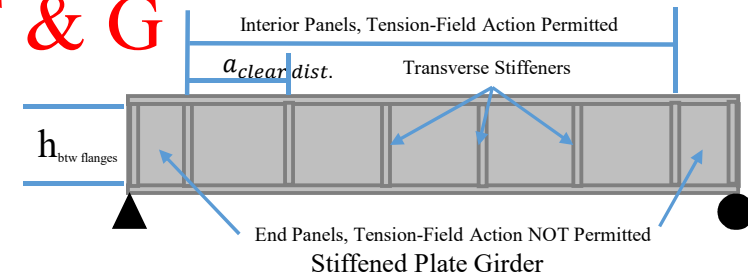 & G
Interior Panels, Tension-Field Action Permitted
a_clear dist.
Transverse Stiffeners
h_btw flanges
End Panels, Tension-Field Action NOT Permitted
Stiffened Plate Girder